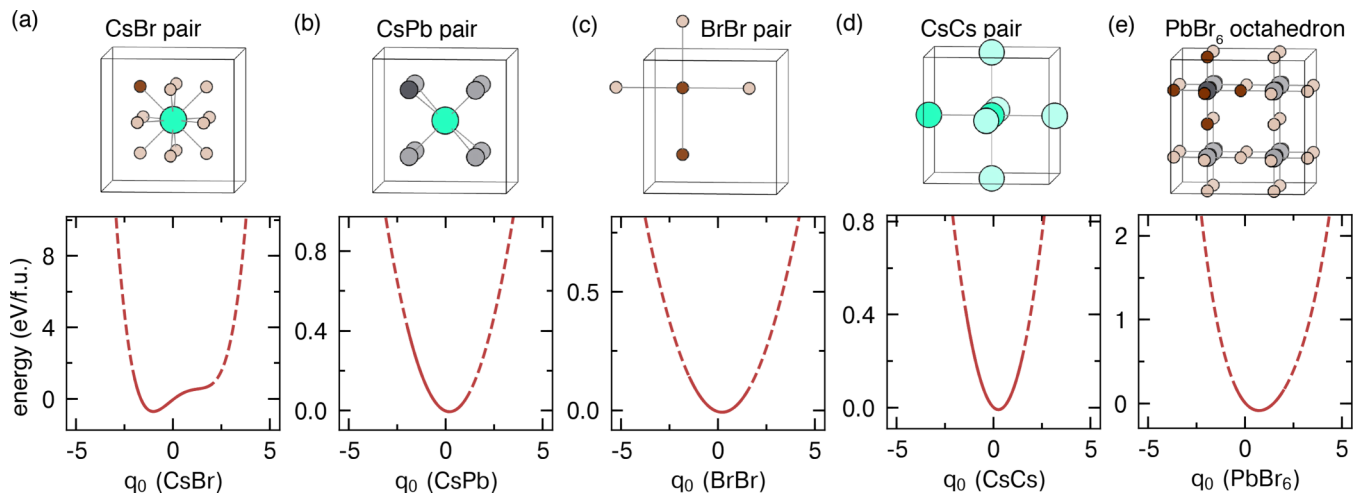 (a) CsBr pair
(b) CsPb pair
(c) BrBr pair
(d) CsCs pair
(e) PbBr₆ octahedron
energy (eV/f.u.)
8
4
0
-5 0 5
q₀ (CsBr)
0.8
0.4
0.0
-5 0 5
q₀ (CsPb)
0.5
0.0
-5 0 5
q₀ (BrBr)
0.8
0.4
0.0
-5 0 5
q₀ (CsCs)
2
1
0
-5 0 5
q₀ (PbBr₆)